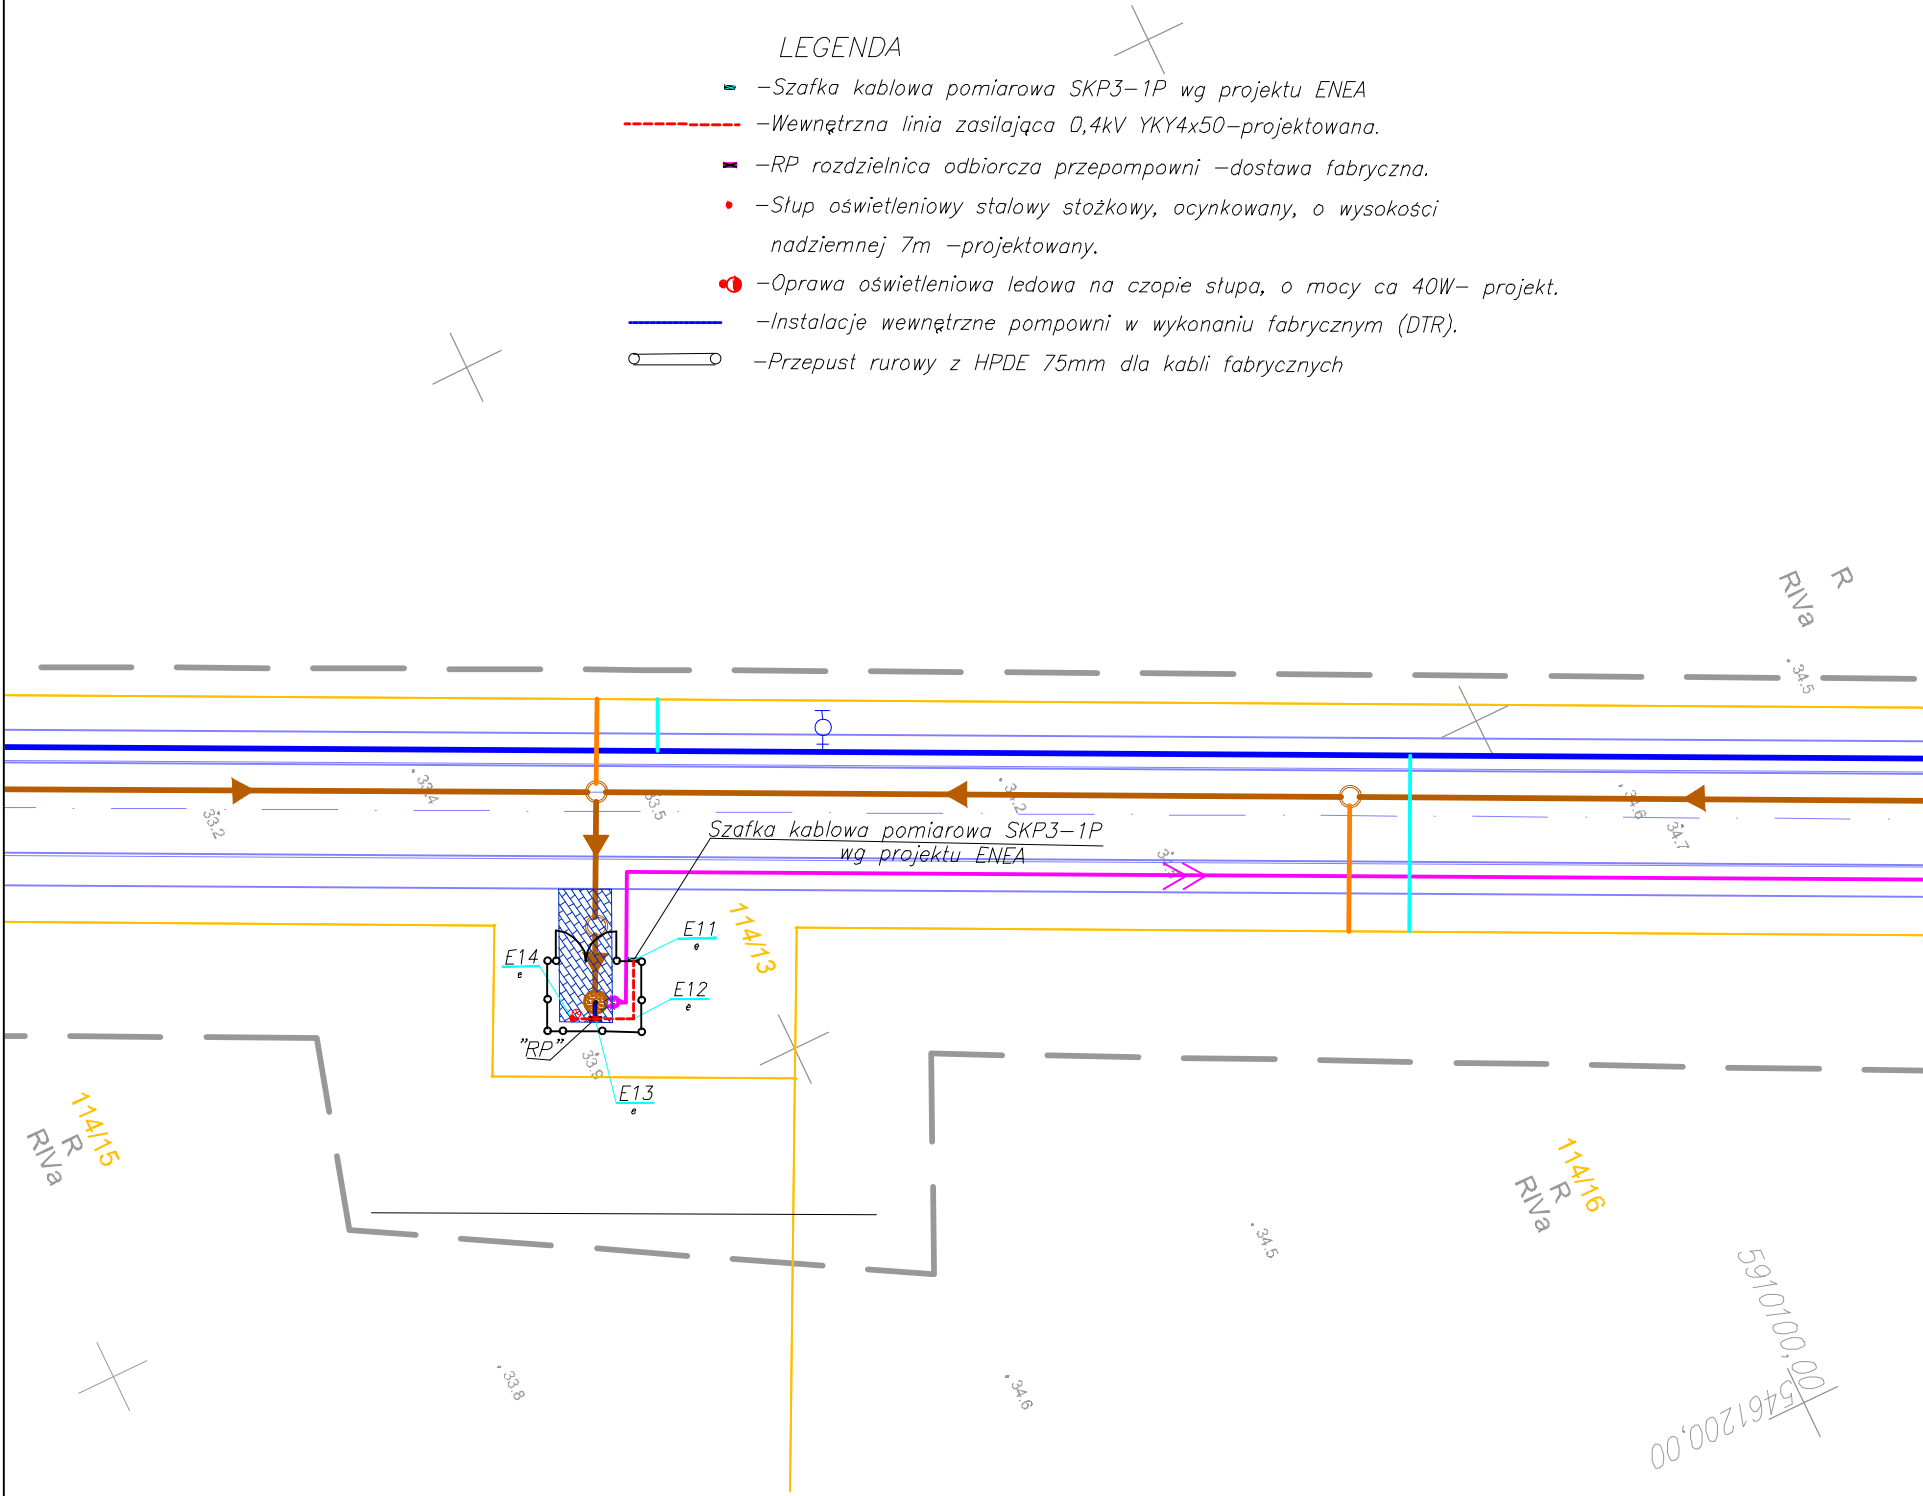 LEGENDA
-Szafka kablowa pomiarowa SKP3-1P wg projektu ENEA
-Wewnętrzna linia zasilająca 0,4kV YKY4x50-projektowana.
-RP rozdzielnica odbiorcza przepompowni -dostawa fabryczna.
-Słup oświetleniowy stalowy stożkowy, ocynkowany, o wysokości
nadziemnej 7m -projektowany.
-Oprawa oświetleniowa ledowa na czopie słupa, o mocy ca 40W- projekt.
-Instalacje wewnętrzne pompowni w wykonaniu fabrycznym (DTR).
-Przepust rurowy z HPDE 75mm dla kabli fabrycznych
R
RIVa
34.5
33.4
33.2
33.5
34.2
34.6
34.7
Szafka kablowa pomiarowa SKP3-1P
wg projektu ENEA
114/13
E11
e
E14
e
E12
e
"RP"
33.9
E13
e
114/15
R
RIVa
114/16
R
RIVa
34.5
33.8
34.6
5910100,00
5461200,00